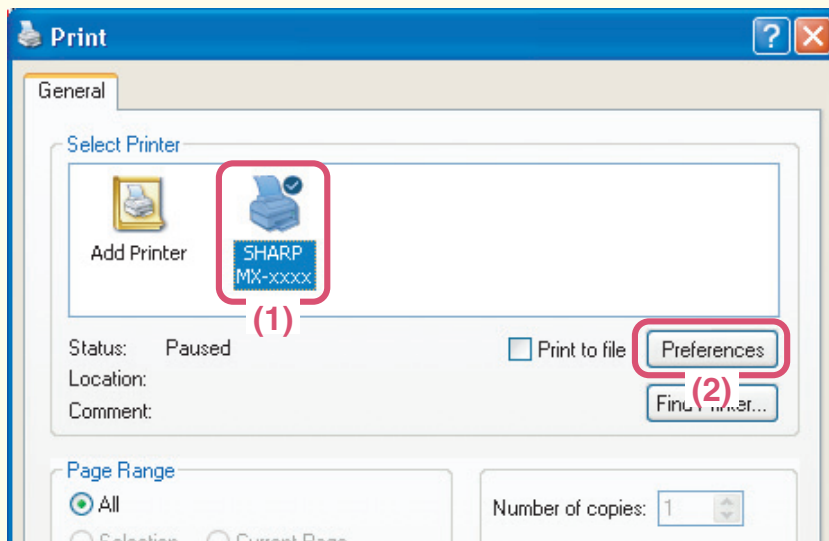 Print
General
Select Printer
Add Printer
SHARP
MX-xxxx
(1)
Status: Paused
Print to file
Preferences
Location:
(2)
Comment:
Page Range
All
Number of copies: 1